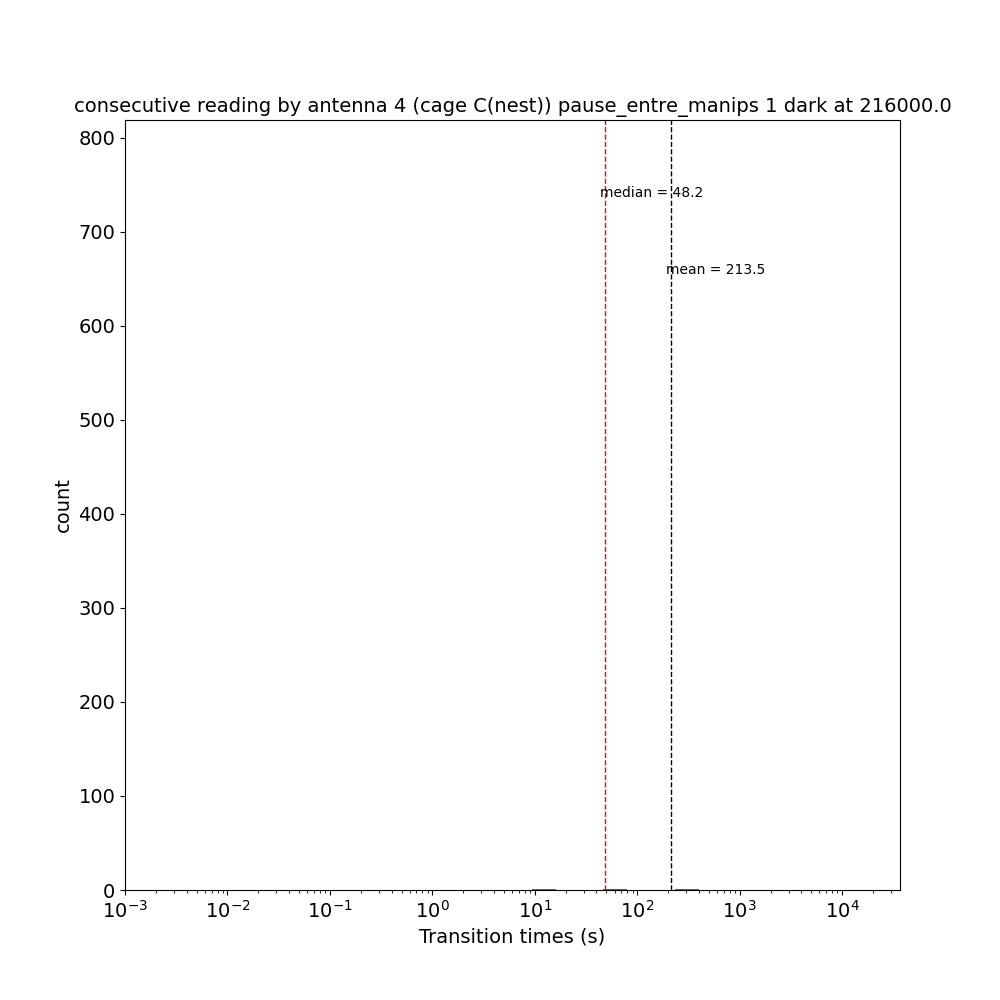 consecutive reading by antenna 4 (cage C(nest)) pause_entre_manips 1 dark at 216000.0
800
median = 48.2
700
mean = 213.5
600
500
count
400
300
200
100
0
10⁻³ 10⁻² 10⁻¹ 10⁰ 10¹ 10² 10³ 10⁴
Transition times (s)